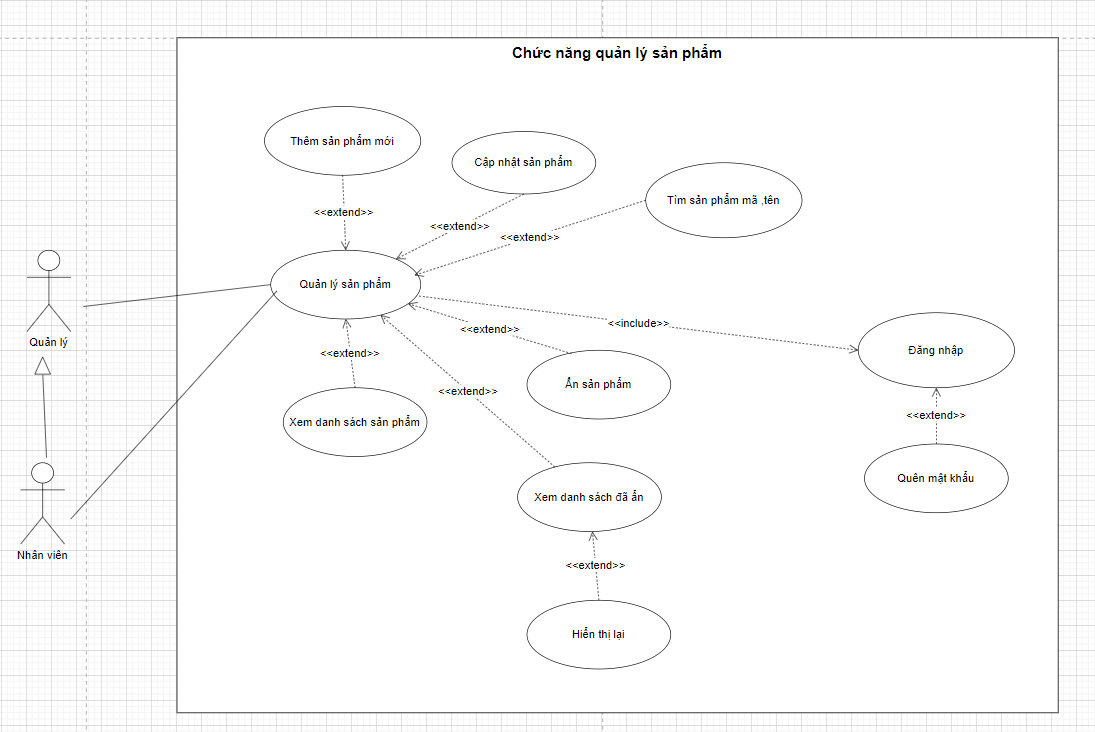 Chức năng quản lý sản phẩm
Thêm sản phẩm mới
Cập nhật sản phẩm
Tìm sản phẩm mã ,tên
<<extend>>
<<extend>>
<<extend>>
Quản lý sản phẩm
Quản lý
<<include>>
<<extend>>
<<extend>>
Đăng nhập
Ẩn sản phẩm
<<extend>>
<<extend>>
Xem danh sách sản phẩm
Quên mật khẩu
Xem danh sách đã ẩn
Nhân viên
<<extend>>
Hiển thị lại